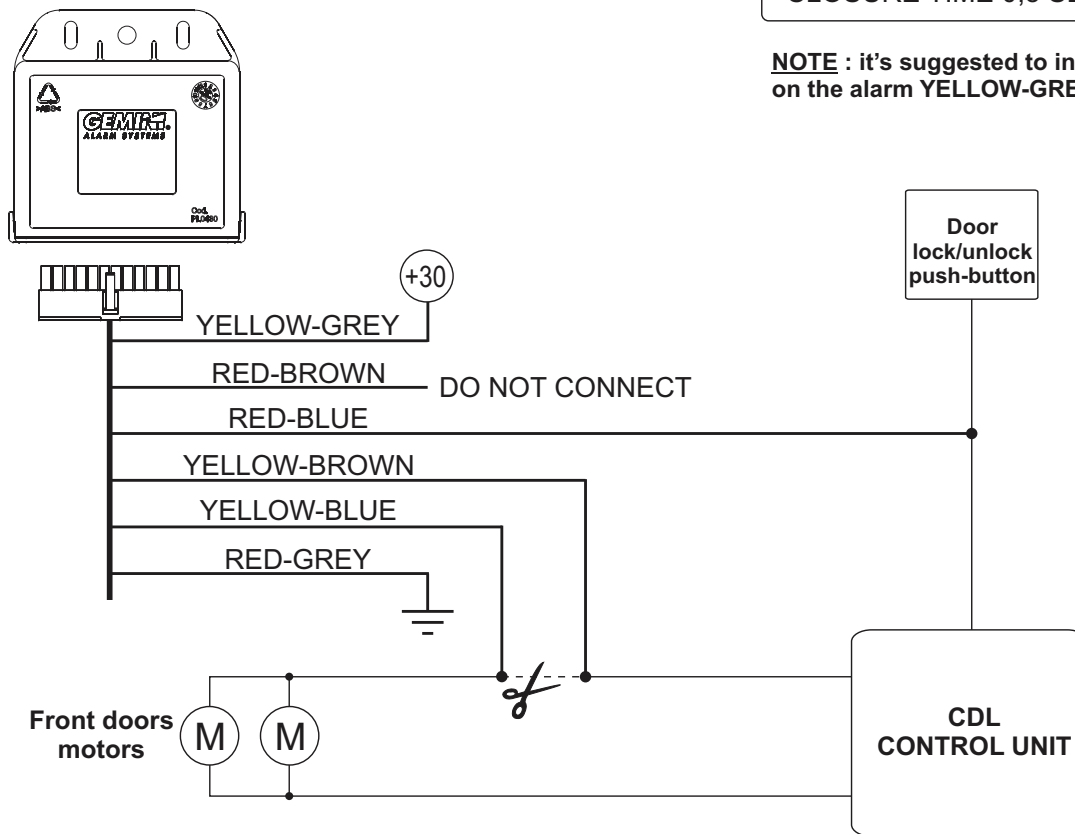 NOTE : it's suggested to in
on the alarm YELLOW-GRE
>ABS<
GEMINI.
ALARM SYSTEMS
Cod.
Door
lock/unlock
push-button
+30
YELLOW-GREY
RED-BROWN
DO NOT CONNECT
RED-BLUE
YELLOW-BROWN
YELLOW-BLUE
RED-GREY
Front doors
motors
M
M
CDL
CONTROL UNIT